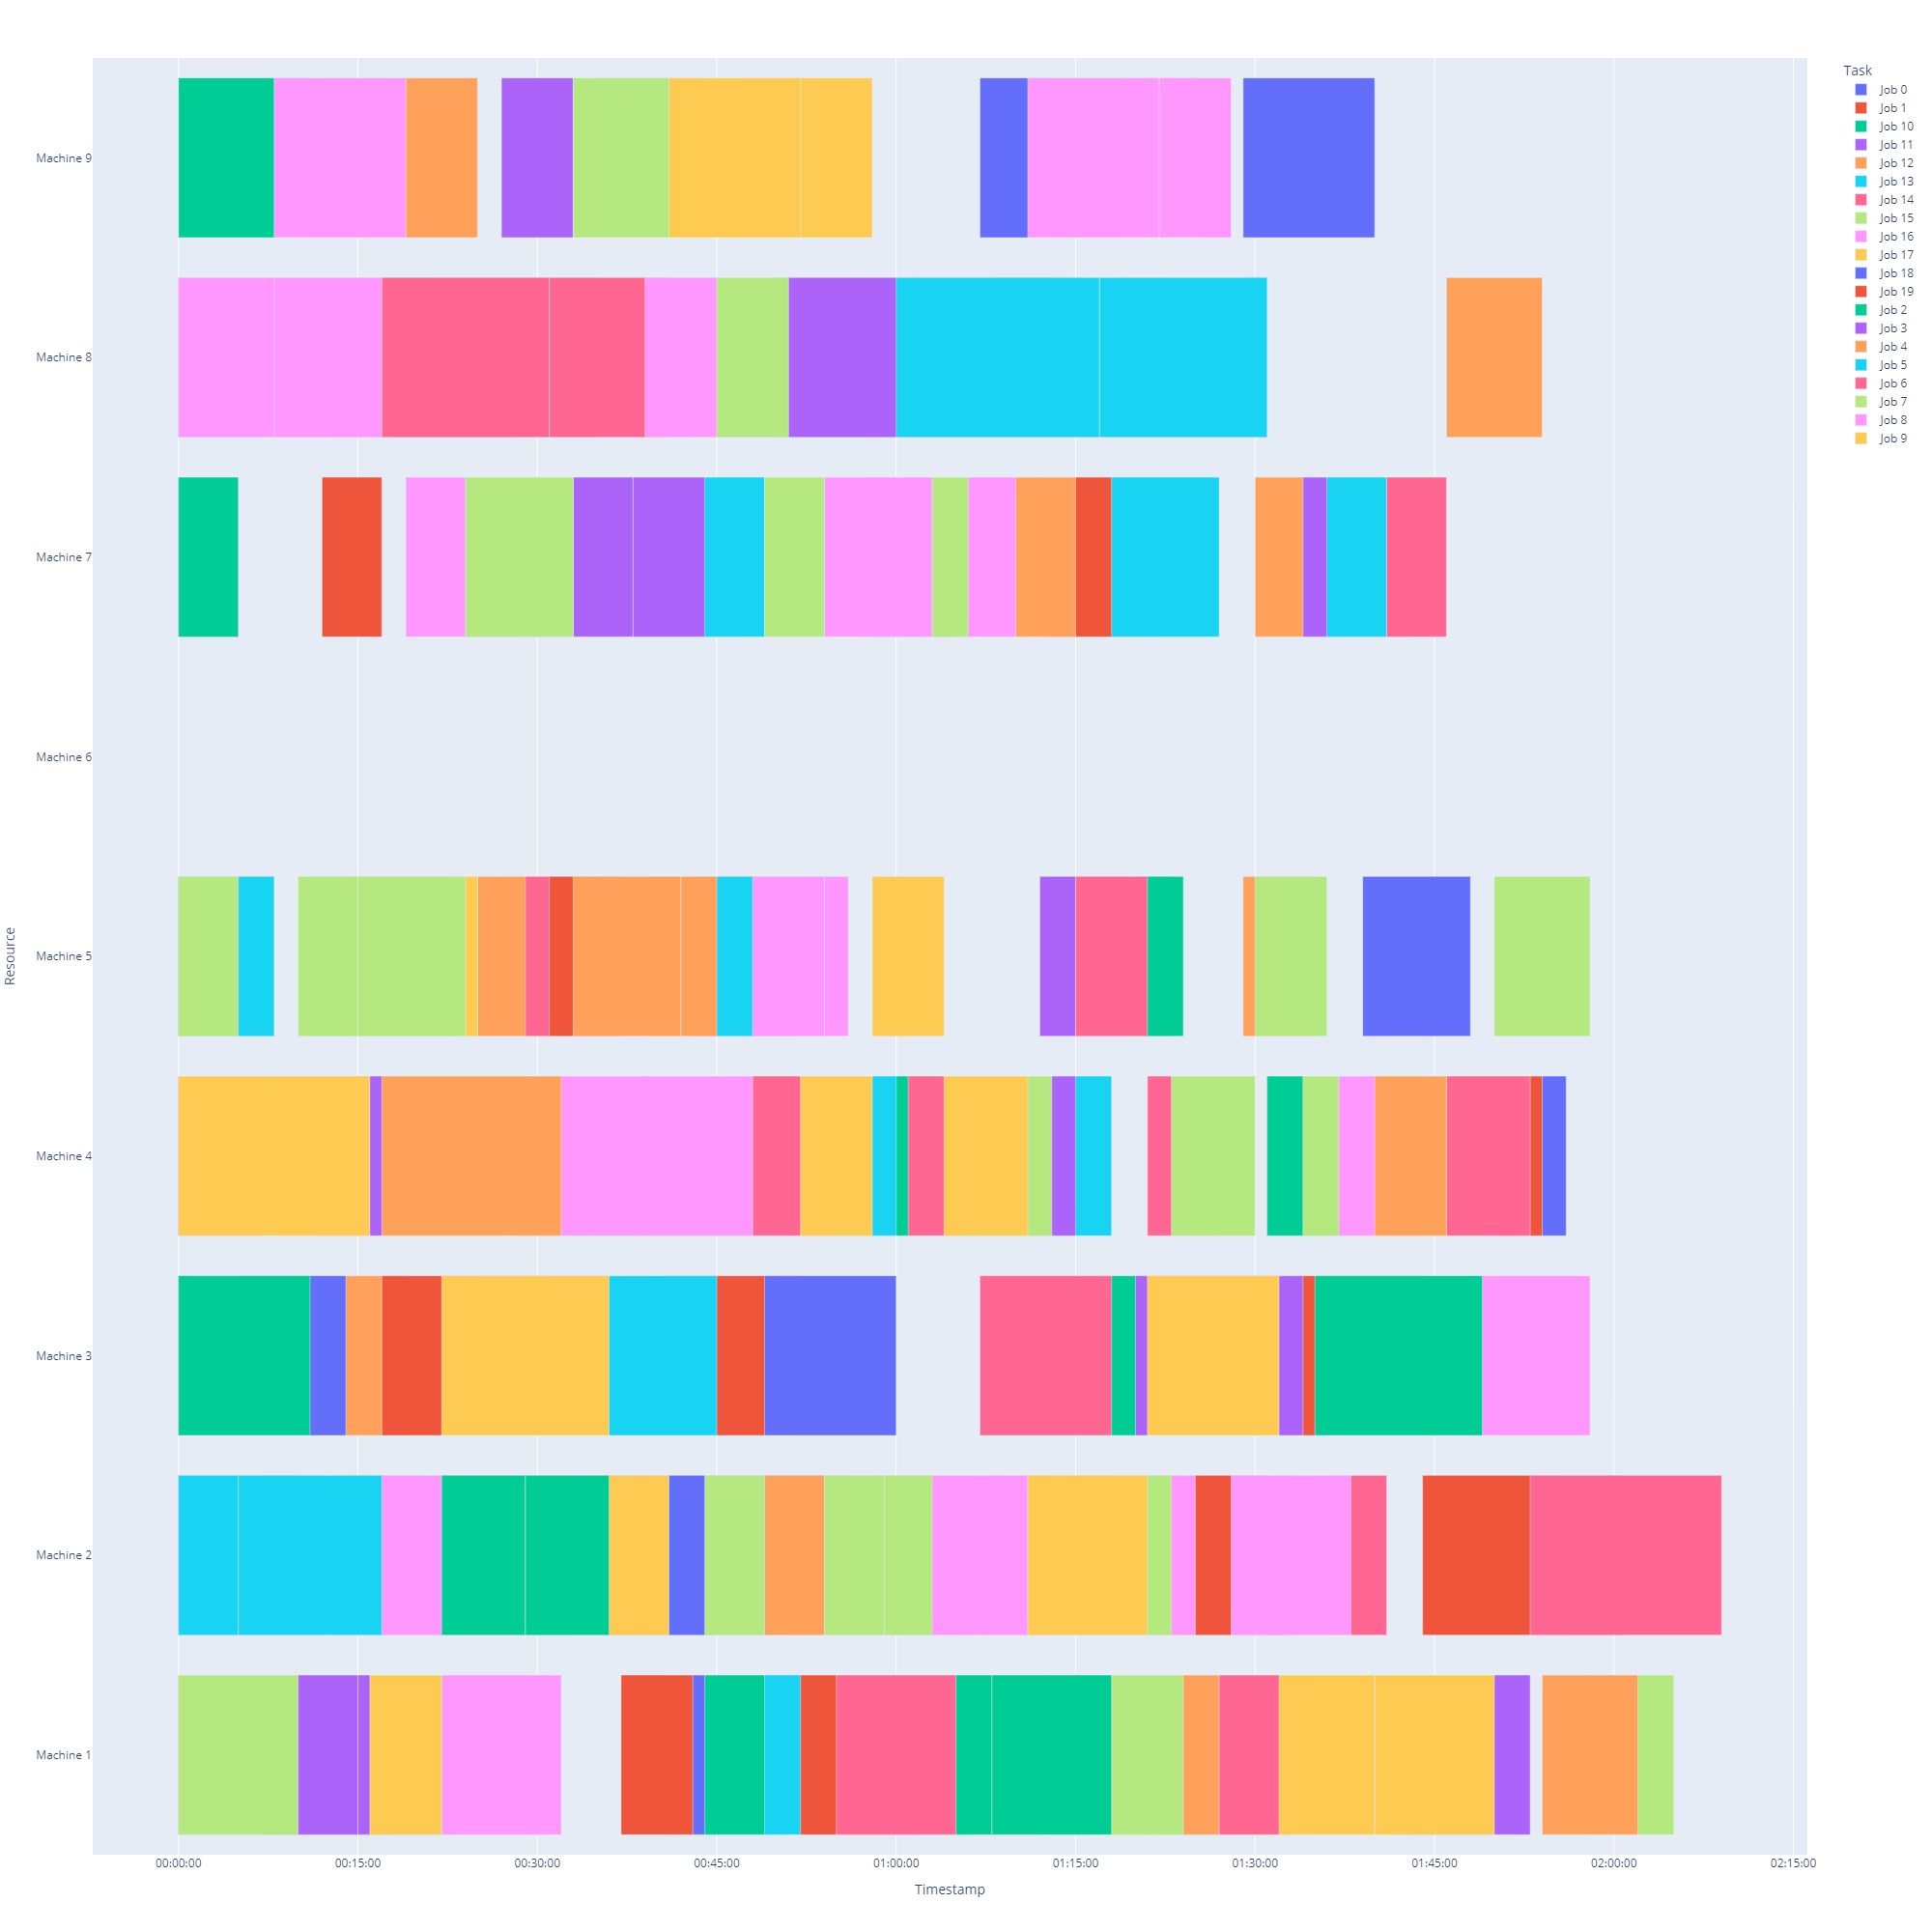 Task
Job 0
Job 1
Job 10
Job 11
Job 12
Job 13
Job 14
Job 15
Job 16
Job 17
Job 18
Job 19
Job 2
Job 3
Job 4
Job 5
Job 6
Job 7
Job 8
Job 9
Machine 9
Machine 8
Machine 7
Machine 6
Machine 5
Machine 4
Machine 3
Machine 2
Machine 1
Resource
00:00:00 00:15:00 00:30:00 00:45:00 01:00:00 01:15:00 01:30:00 01:45:00 02:00:00 02:15:00
Timestamp